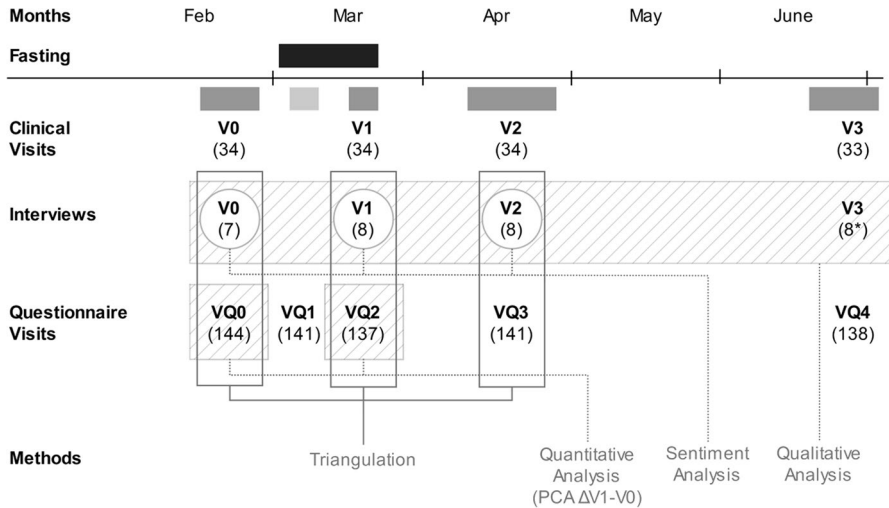 Months Feb Mar Apr May June
Fasting
Clinical Visits V0 (34) V1 (34) V2 (34) V3 (33)
Interviews V0 (7) V1 (8) V2 (8) V3 (8*)
Questionnaire Visits VQ0 (144) VQ1 (141) VQ2 (137) VQ3 (141) VQ4 (138)
Methods Triangulation Quantitative Analysis (PCA ΔV1-V0) Sentiment Analysis Qualitative Analysis